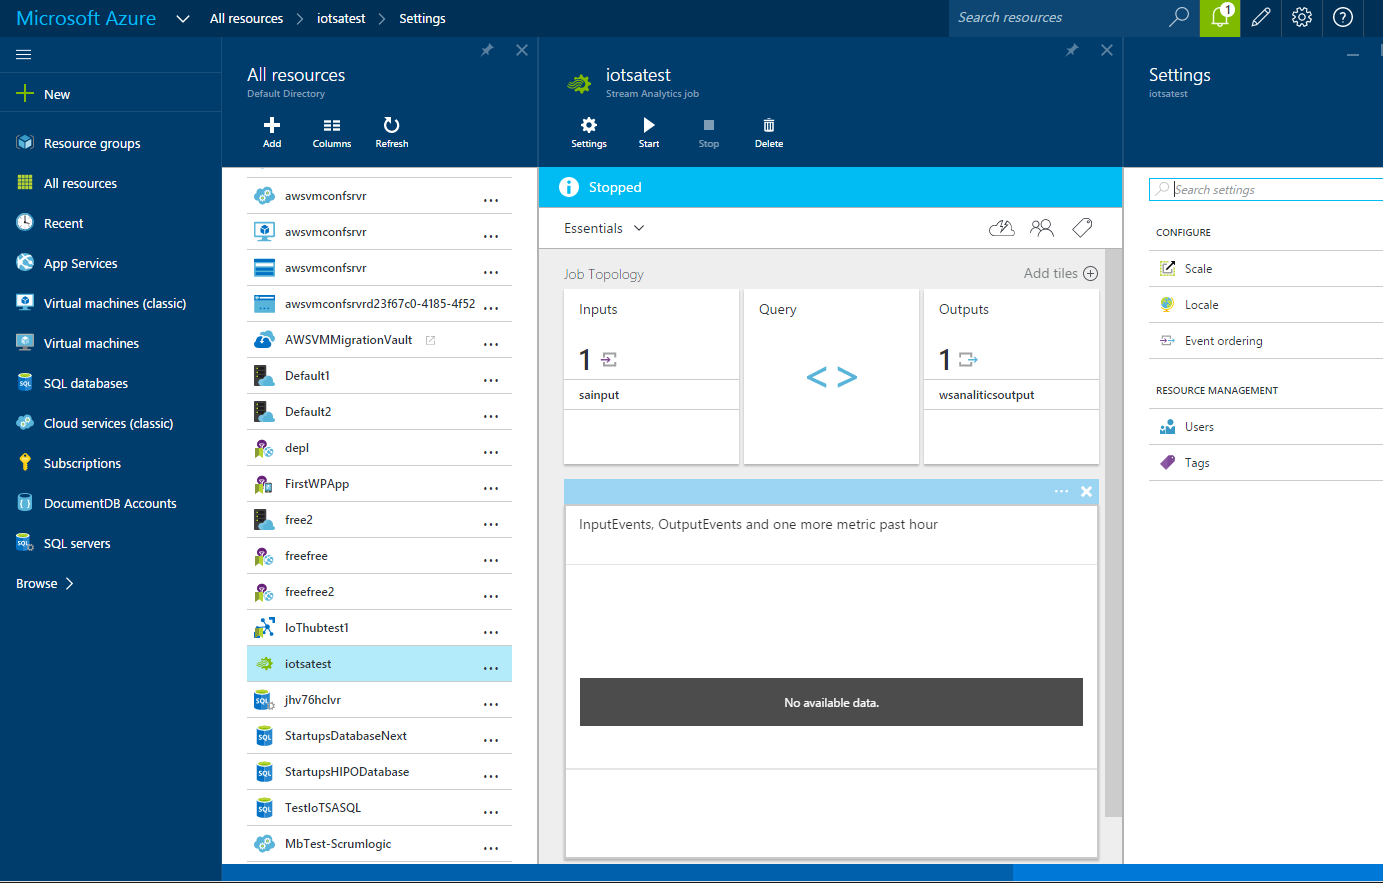 Microsoft Azure
All resources
iotsatest
Settings
Search resources
1
New
Resource groups
All resources
Recent
App Services
Virtual machines (classic)
Virtual machines
SQL databases
Cloud services (classic)
Subscriptions
DocumentDB Accounts
SQL servers
Browse
All resources
Default Directory
Add
Columns
Refresh
awsvmconfsrvr
awsvmconfsrvr
awsvmconfsrvr
awsvmconfsrvrd23f67c0-4185-4f52
AWSVMMigrationVault
Default1
Default2
depl
FirstWPApp
free2
freefree
freefree2
IoThubtest1
iotsatest
jhv76hclvr
StartupsDatabaseNext
StartupsHIPODatabase
TestIoTSASQL
MbTest-Scrumlogic
iotsatest
Stream Analytics job
Settings
Start
Stop
Delete
Stopped
Essentials
Job Topology
Add tiles
Inputs
1
sainput
Query
< >
Outputs
1
wsanaliticsoutput
InputEvents, OutputEvents and one more metric past hour
No available data.
Settings
iotsatest
Search settings
CONFIGURE
Scale
Locale
Event ordering
RESOURCE MANAGEMENT
Users
Tags